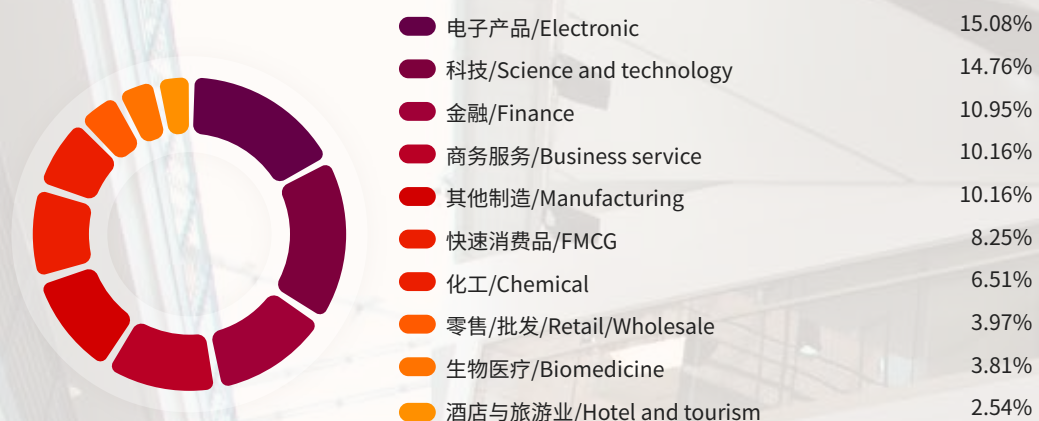 电子产品/Electronic 15.08%
科技/Science and technology 14.76%
金融/Finance 10.95%
商务服务/Business service 10.16%
其他制造/Manufacturing 10.16%
快速消费品/FMCG 8.25%
化工/Chemical 6.51%
零售/批发/Retail/Wholesale 3.97%
生物医疗/Biomedicine 3.81%
酒店与旅游业/Hotel and tourism 2.54%